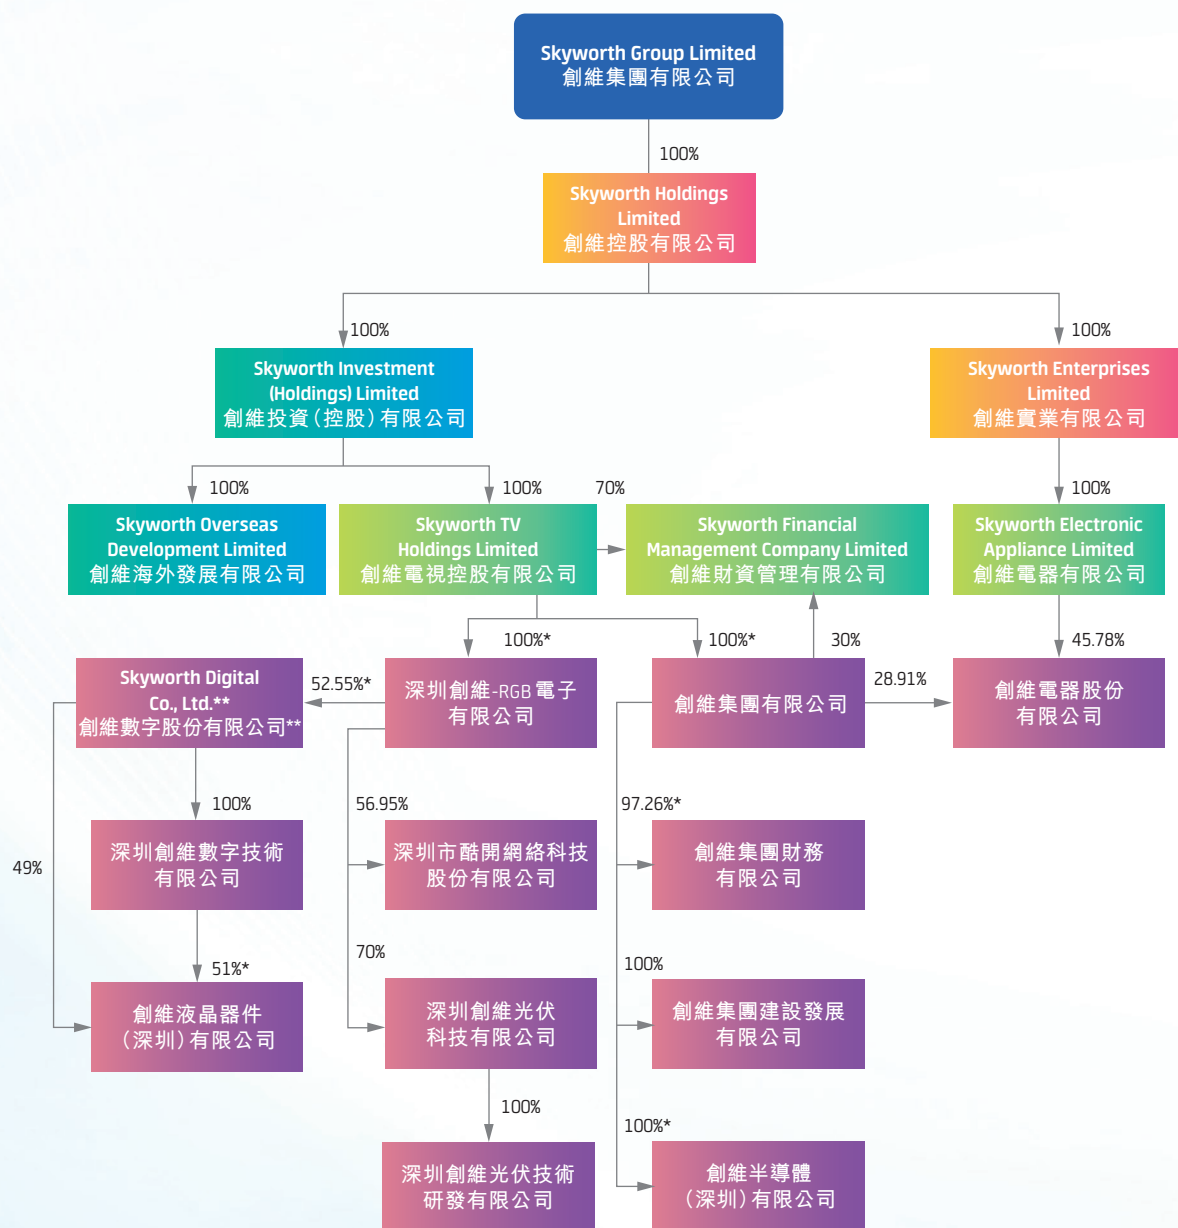 Skyworth Group Limited
創維集團有限公司
100%
Skyworth Holdings
Limited
創維控股有限公司
100%
100%
Skyworth Investment
(Holdings) Limited
創維投資(控股)有限公司
Skyworth Enterprises
Limited
創維實業有限公司
100%
100%
70%
100%
Skyworth Overseas
Development Limited
創維海外發展有限公司
Skyworth TV
Holdings Limited
創維電視控股有限公司
Skyworth Financial
Management Company Limited
創維財資管理有限公司
Skyworth Electronic
Appliance Limited
創維電器有限公司
100%*
100%*
30%
45.78%
Skyworth Digital
Co., Ltd.**
創維數字股份有限公司**
52.55%*
深圳創維-RGB電子
有限公司
創維集團有限公司
28.91%
創維電器股份
有限公司
100%
56.95%
97.26%*
49%
深圳創維數字技術
有限公司
深圳市酷開網絡科技
股份有限公司
創維集團財務
有限公司
51%*
70%
100%
創維液晶器件
(深圳)有限公司
深圳創維光伏
科技有限公司
創維集團建設發展
有限公司
100%
100%*
深圳創維光伏技術
研發有限公司
創維半導體
(深圳)有限公司